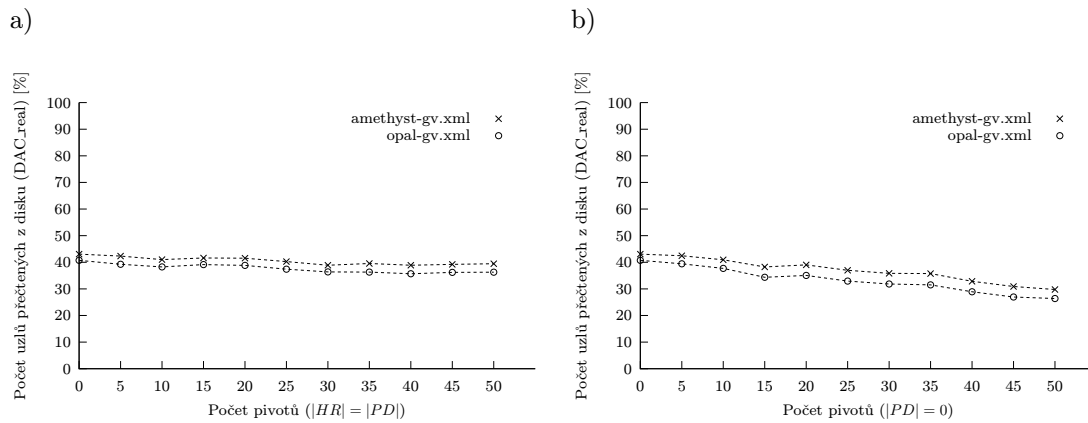 a)
Počet uzlů přečtených z disku (DAC_real) [%]
100
90
80
70
60
50
40
30
20
10
0
amethyst-gv.xml
opal-gv.xml
0 5 10 15 20 25 30 35 40 45 50
Počet pivotů (|HR| = |PD|)
b)
Počet uzlů přečtených z disku (DAC_real) [%]
100
90
80
70
60
50
40
30
20
10
0
amethyst-gv.xml
opal-gv.xml
0 5 10 15 20 25 30 35 40 45 50
Počet pivotů (|PD| = 0)